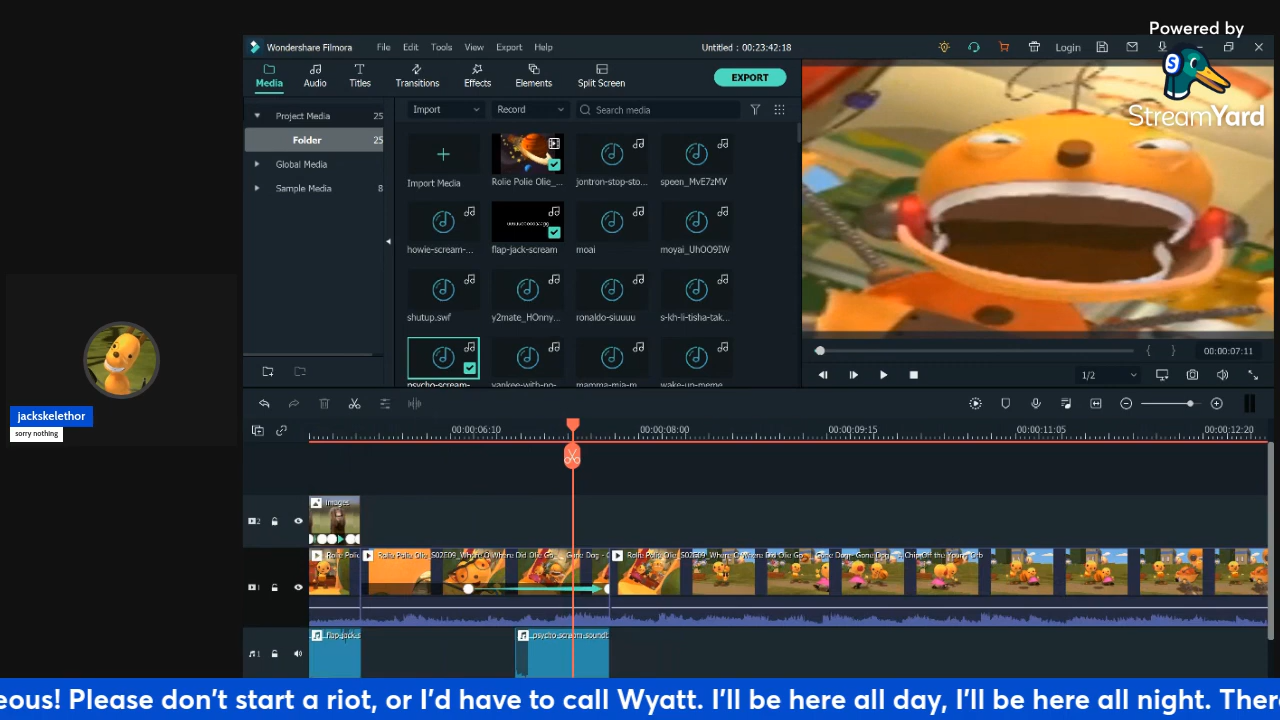 Powered by
StreamYard
Wondershare Filmora
File Edit Tools View Export Help
Untitled : 00:23:42:18
Login
Media Audio Titles Transitions Effects Elements Split Screen
EXPORT
Import Record Search media
Project Media 25
Folder 25
Global Media
Sample Media 8
Import Media
Rolie Polie Olie_...
jontron-stop-sto...
speen_MvE7zMV
howie-scream-...
flap-jack-scream
moai
moyai_UhOO9IW
shutup.swf
y2mate_HOnny...
ronaldo-siuuuu
s-kh-li-tisha-tak...
psycho-scream-
yankee-with-no-
mamma-mia-m
wake-up-meme
00:00:07:11
1/2
jackskelethor
sorry nothing
00:00:06:10 00:00:08:00 00:00:09:15 00:00:11:05 00:00:12:20
Images
2
1
1
eous! Please don't start a riot, or I'd have to call Wyatt. I'll be here all day, I'll be here all night. Ther